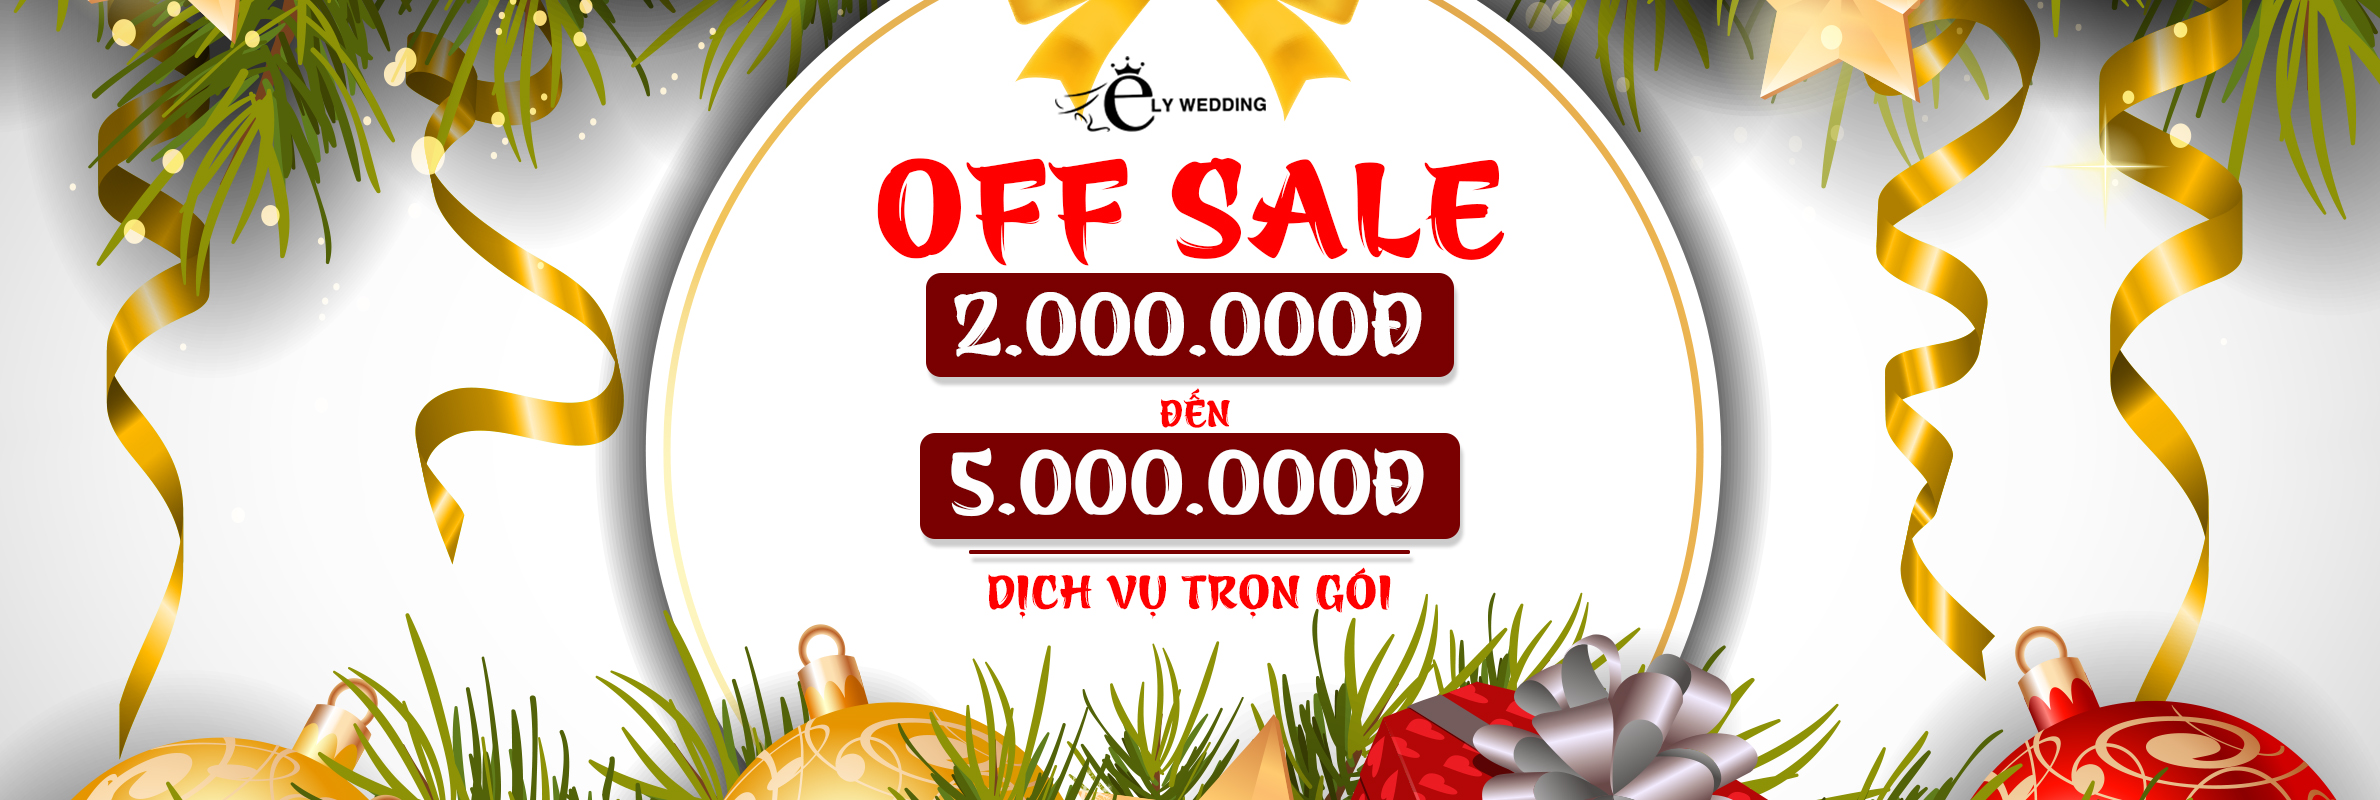 eLY WEDDING
OFF SALE
2.000.000Đ
ĐẾN
5.000.000Đ
DỊCH VỤ TRỌN GÓI